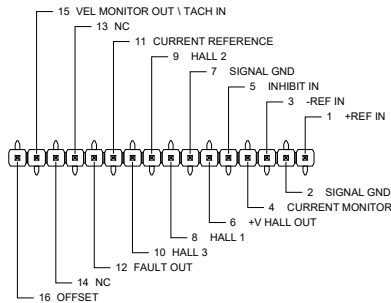 15 VEL MONITOR OUT \ TACH IN
13 NC
11 CURRENT REFERENCE
9 HALL 2
7 SIGNAL GND
5 INHIBIT IN
3 -REF IN
1 +REF IN
2 SIGNAL GND
4 CURRENT MONITOR
6 +V HALL OUT
8 HALL 1
10 HALL 3
12 FAULT OUT
14 NC
16 OFFSET